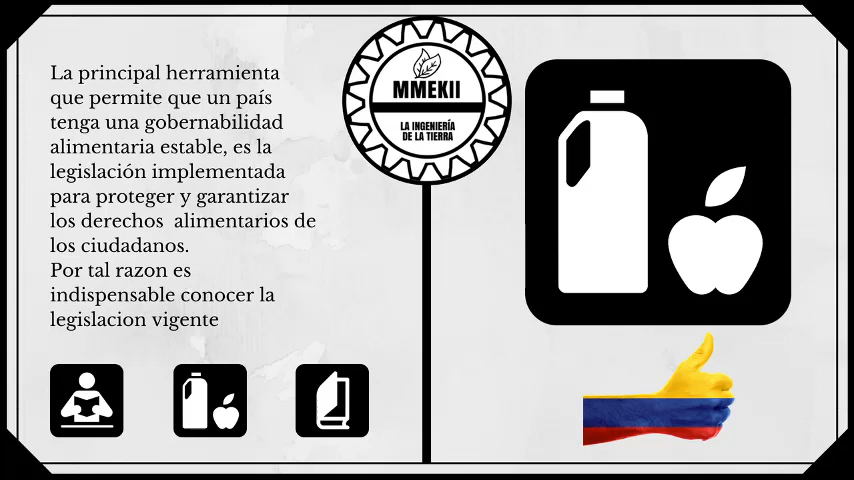 La principal herramienta
que permite que un país
tenga una gobernabilidad
alimentaria estable, es la
legislación implementada
para proteger y garantizar
los derechos  alimentarios de
los ciudadanos.
Por tal razon es
indispensable conocer la
legislacion vigente
MMEKII
LA INGENIERÍA
DE LA TIERRA